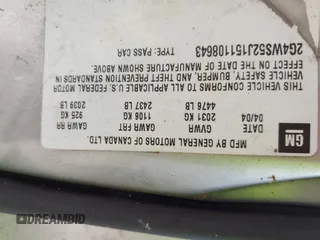 MFD BY GENERAL MOTORS OF CANADA LTD.
GM
DATE GVWR GAWR FRT GAWR RR
04/04 2031 KG 1106 KG 925 KG
4476 LB 2437 LB 2039 LB
THIS VEHICLE CONFORMS TO ALL APPLICABLE U.S. FEDERAL MOTOR
VEHICLE SAFETY, BUMPER, AND THEFT PREVENTION STANDARDS IN
EFFECT ON THE DATE OF MANUFACTURE SHOWN ABOVE.
2G4WS52J151108643 TYPE: PASS CAR
DREAMBID